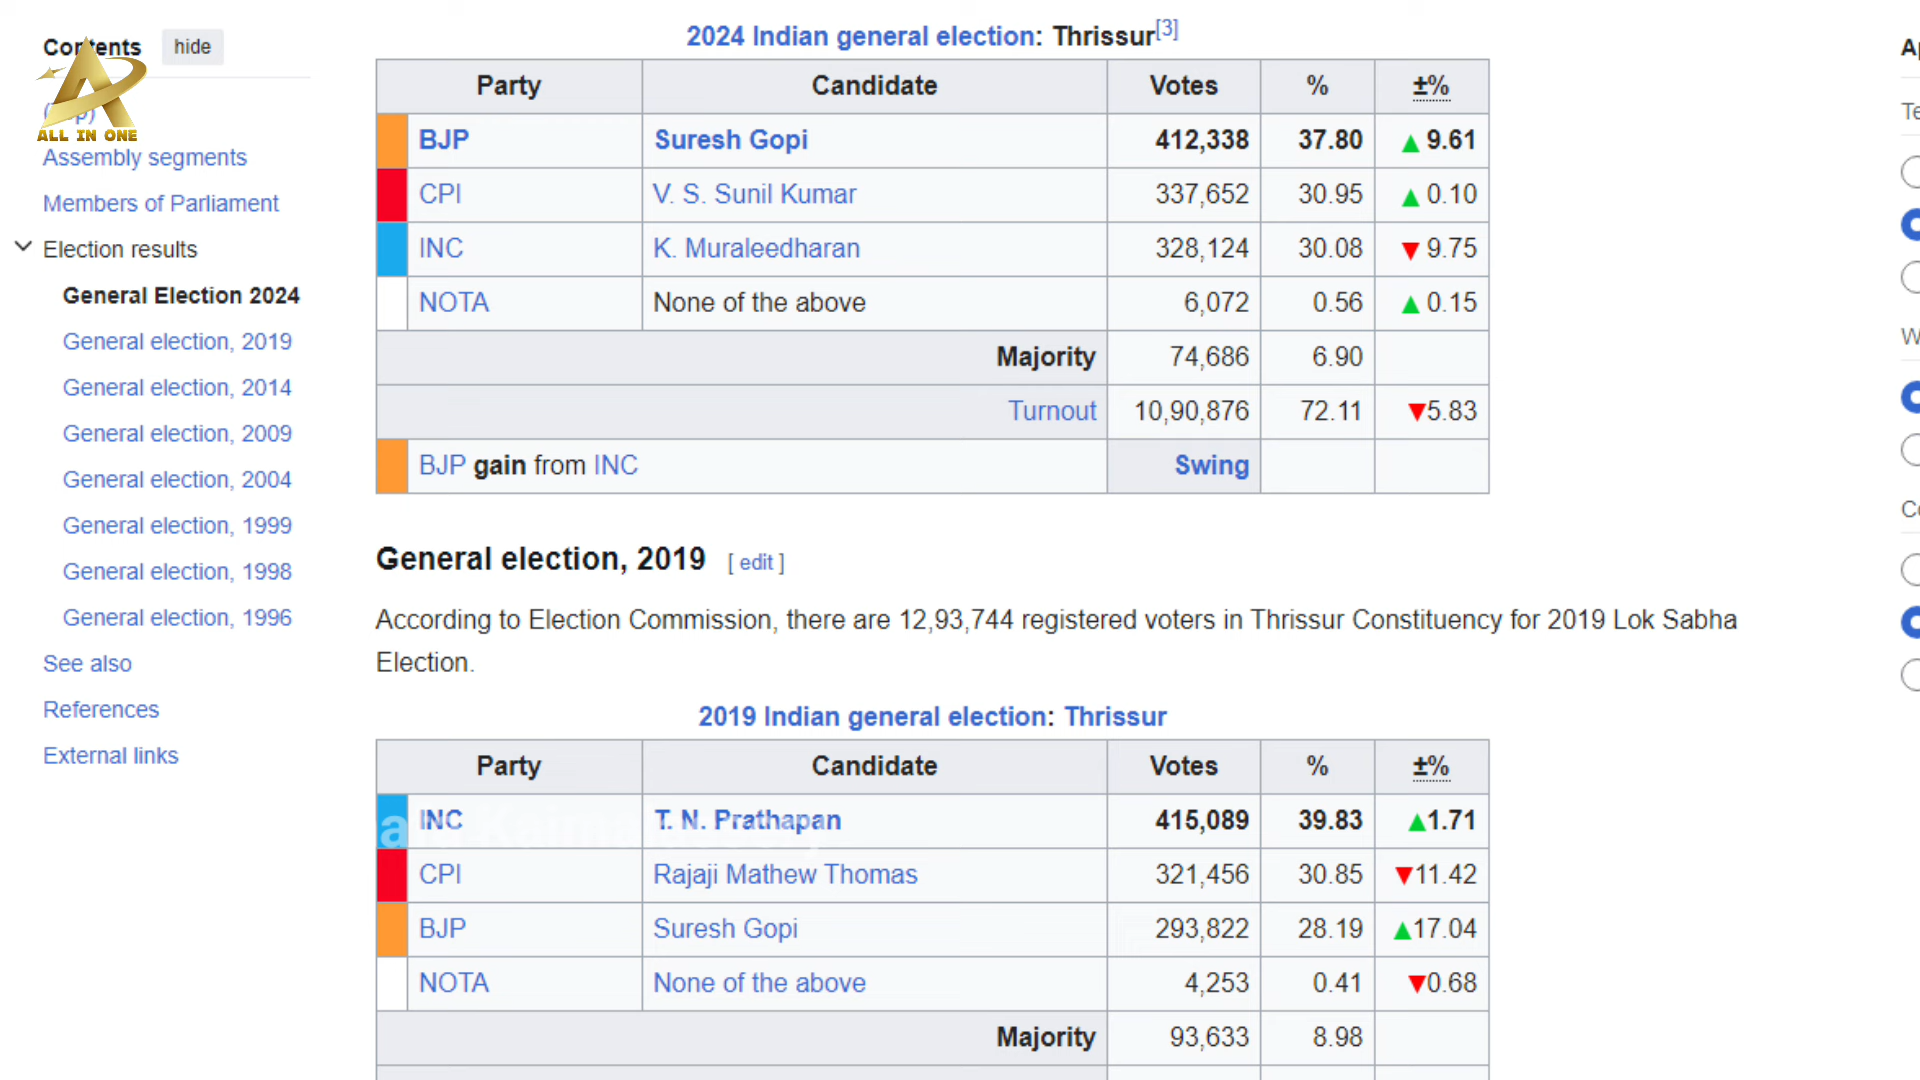 Contents hide
ALL IN ONE
Assembly segments
Members of Parliament
Election results
General Election 2024
General election, 2019
General election, 2014
General election, 2009
General election, 2004
General election, 1999
General election, 1998
General election, 1996
See also
References
External links
2024 Indian general election: Thrissur[3]
Party Candidate Votes % ±%
BJP Suresh Gopi 412,338 37.80 ▲ 9.61
CPI V. S. Sunil Kumar 337,652 30.95 ▲ 0.10
INC K. Muraleedharan 328,124 30.08 ▼ 9.75
NOTA None of the above 6,072 0.56 ▲ 0.15
Majority 74,686 6.90
Turnout 10,90,876 72.11 ▼5.83
BJP gain from INC Swing
General election, 2019 [ edit ]
According to Election Commission, there are 12,93,744 registered voters in Thrissur Constituency for 2019 Lok Sabha
Election.
2019 Indian general election: Thrissur
Party Candidate Votes % ±%
INC T. N. Prathapan 415,089 39.83 ▲1.71
CPI Rajaji Mathew Thomas 321,456 30.85 ▼11.42
BJP Suresh Gopi 293,822 28.19 ▲17.04
NOTA None of the above 4,253 0.41 ▼0.68
Majority 93,633 8.98